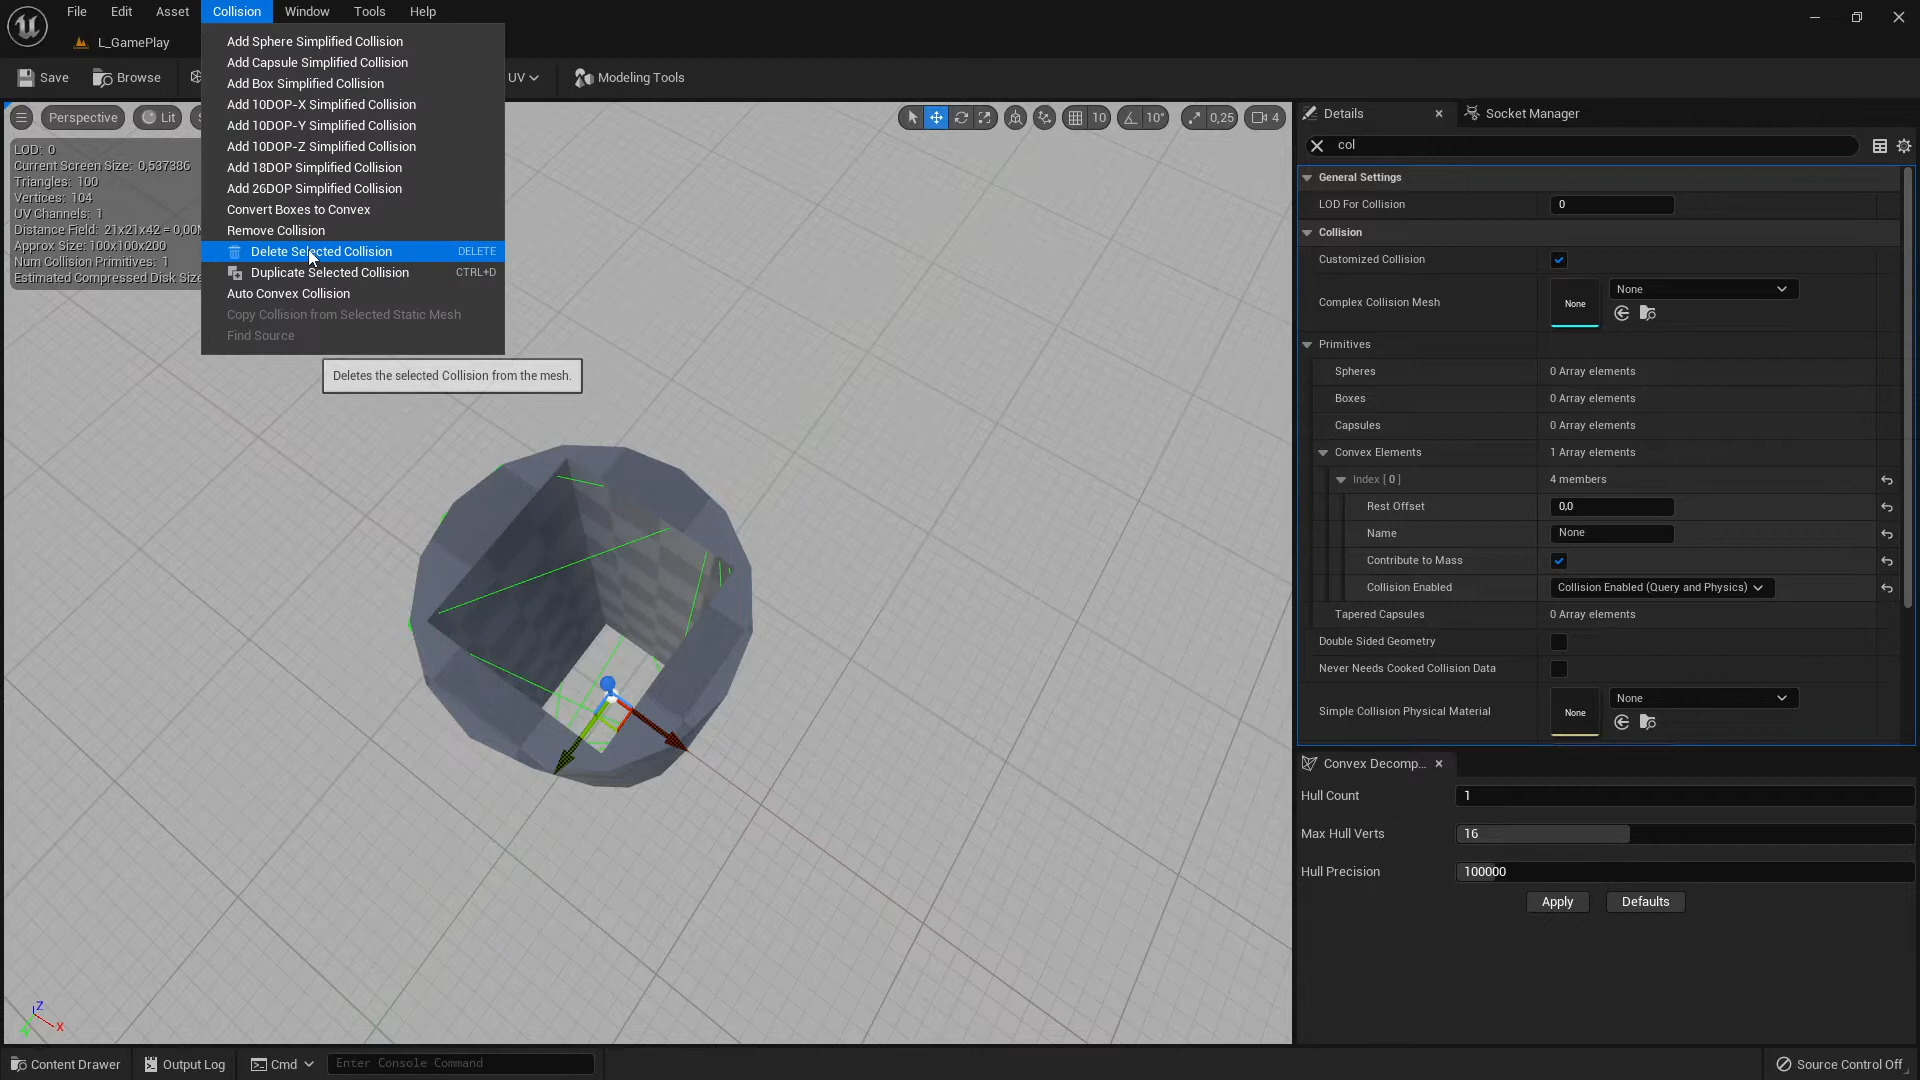 File Edit Asset Collision Window Tools Help
L_GamePlay
Save Browse UV Modeling Tools
Add Sphere Simplified Collision
Add Capsule Simplified Collision
Add Box Simplified Collision
Add 10DOP-X Simplified Collision
Add 10DOP-Y Simplified Collision
Add 10DOP-Z Simplified Collision
Add 18DOP Simplified Collision
Add 26DOP Simplified Collision
Convert Boxes to Convex
Remove Collision
Delete Selected Collision DELETE
Duplicate Selected Collision CTRL+D
Auto Convex Collision
Copy Collision from Selected Static Mesh
Find Source
Deletes the selected Collision from the mesh.
Perspective Lit 10 10° 0,25 4
LOD: 0
Current Screen Size: 0,537386
Triangles: 100
Vertices: 104
UV Channels: 1
Distance Field: 21x21x42 = 0,00
Approx Size: 100x100x200
Num Collision Primitives: 1
Estimated Compressed Disk Size
Z
X
Details Socket Manager
col
General Settings
LOD For Collision 0
Collision
Customized Collision
Complex Collision Mesh None None
Primitives
Spheres 0 Array elements
Boxes 0 Array elements
Capsules 0 Array elements
Convex Elements 1 Array elements
Index [ 0 ] 4 members
Rest Offset 0,0
Name None
Contribute to Mass
Collision Enabled Collision Enabled (Query and Physics)
Tapered Capsules 0 Array elements
Double Sided Geometry
Never Needs Cooked Collision Data
Simple Collision Physical Material None None
Convex Decomp...
Hull Count 1
Max Hull Verts 16
Hull Precision 100000
Apply Defaults
Content Drawer Output Log Cmd Enter Console Command Source Control Off